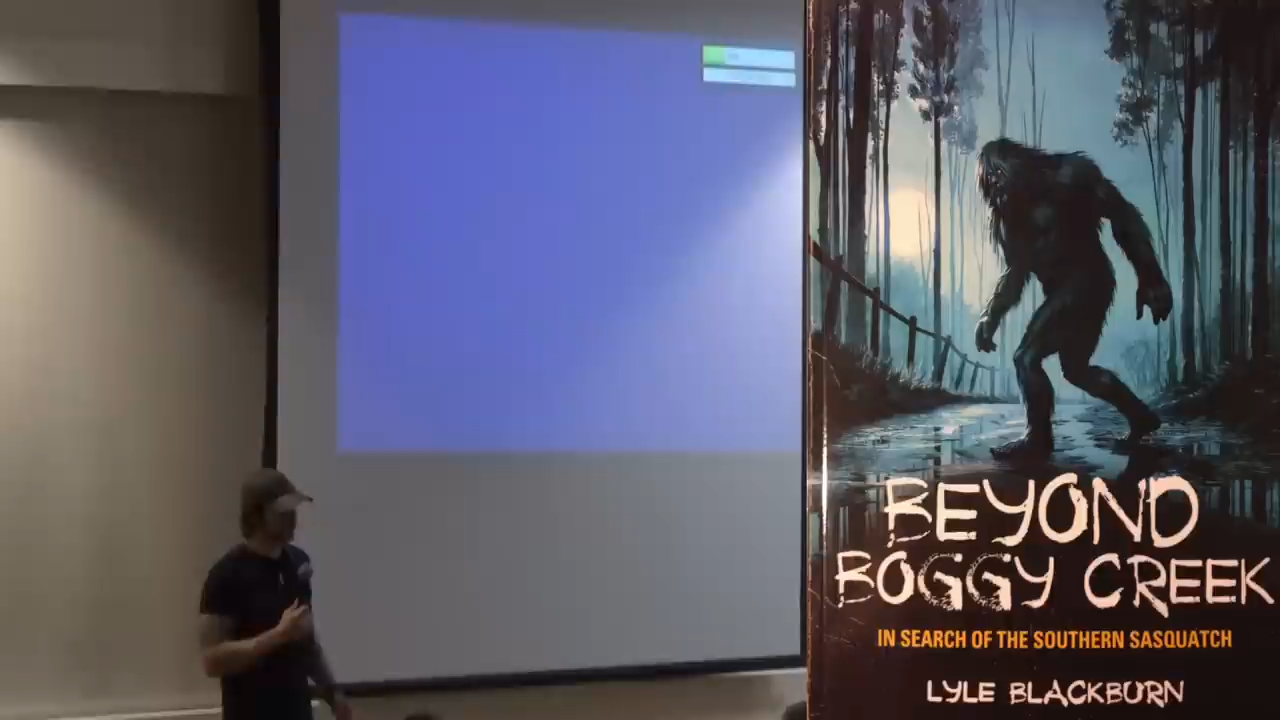 BEYOND
BOGGY CREEK
IN SEARCH OF THE SOUTHERN SASQUATCH
LYLE BLACKBURN